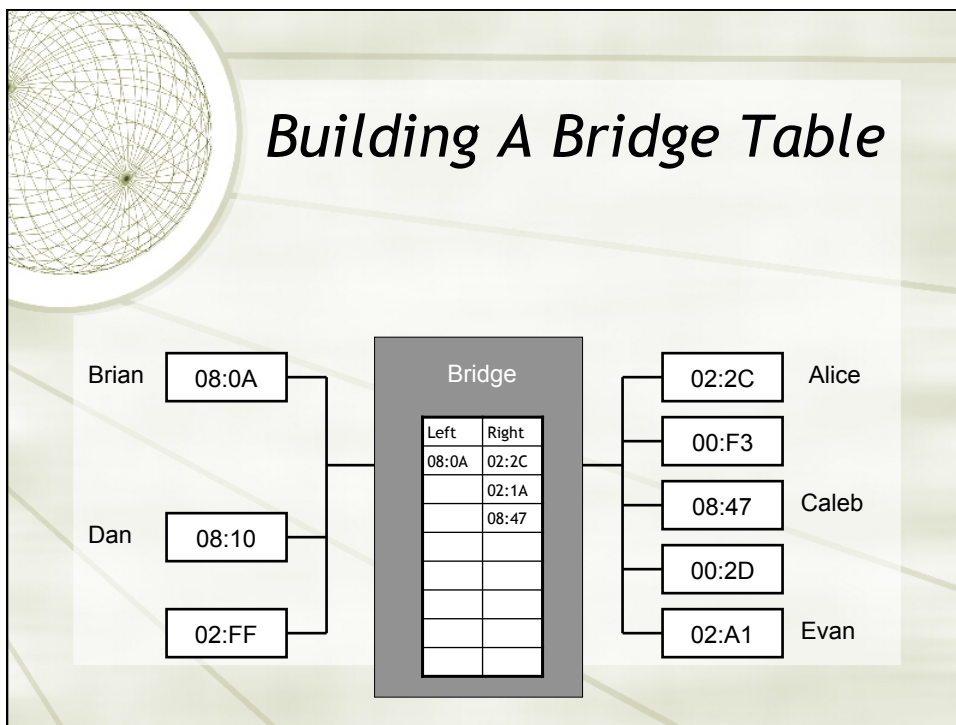 Building A Bridge Table
Brian 08:0A
Dan 08:10
02:FF
Bridge
Left Right
08:0A 02:2C
02:1A
08:47
02:2C Alice
00:F3
08:47 Caleb
00:2D
02:A1 Evan